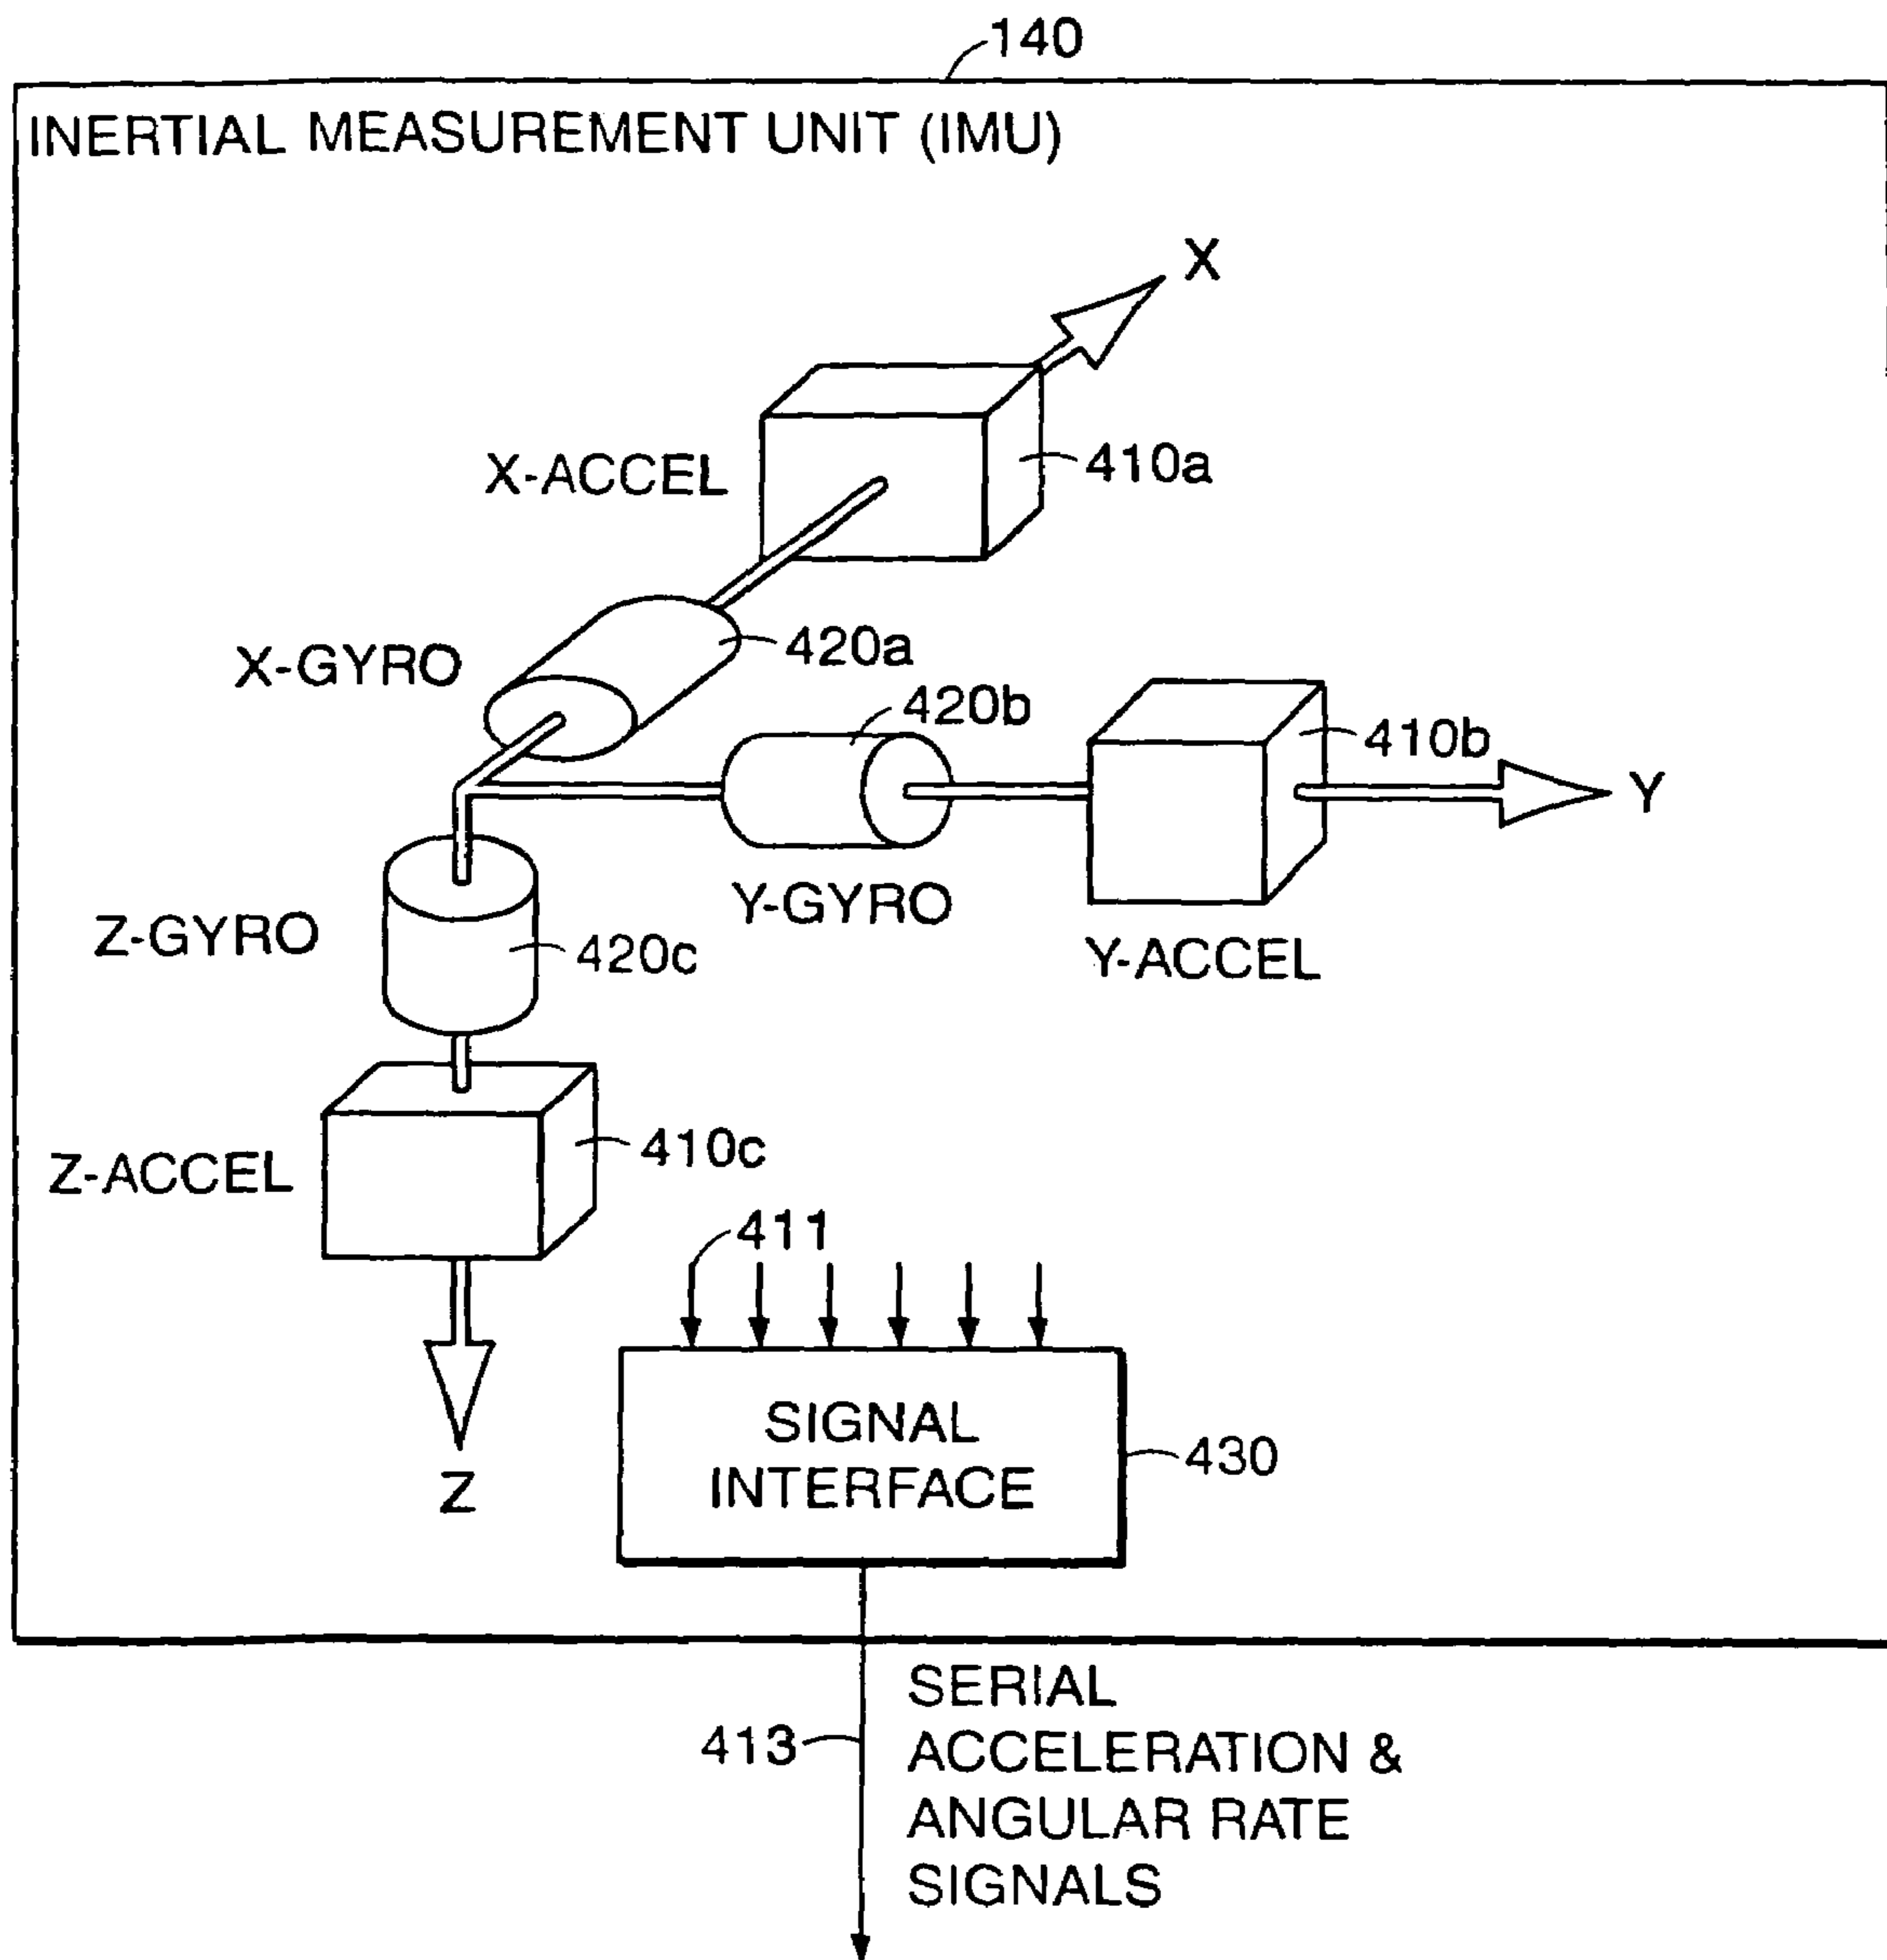 140
INERTIAL MEASUREMENT UNIT (IMU)
X
X-ACCEL
410a
X-GYRO
420a
420b
410b
Y
Y-GYRO
Z-GYRO
420c
Y-ACCEL
Z-ACCEL
410c
411
SIGNAL
INTERFACE
430
Z
SERIAL
413
ACCELERATION &
ANGULAR RATE
SIGNALS